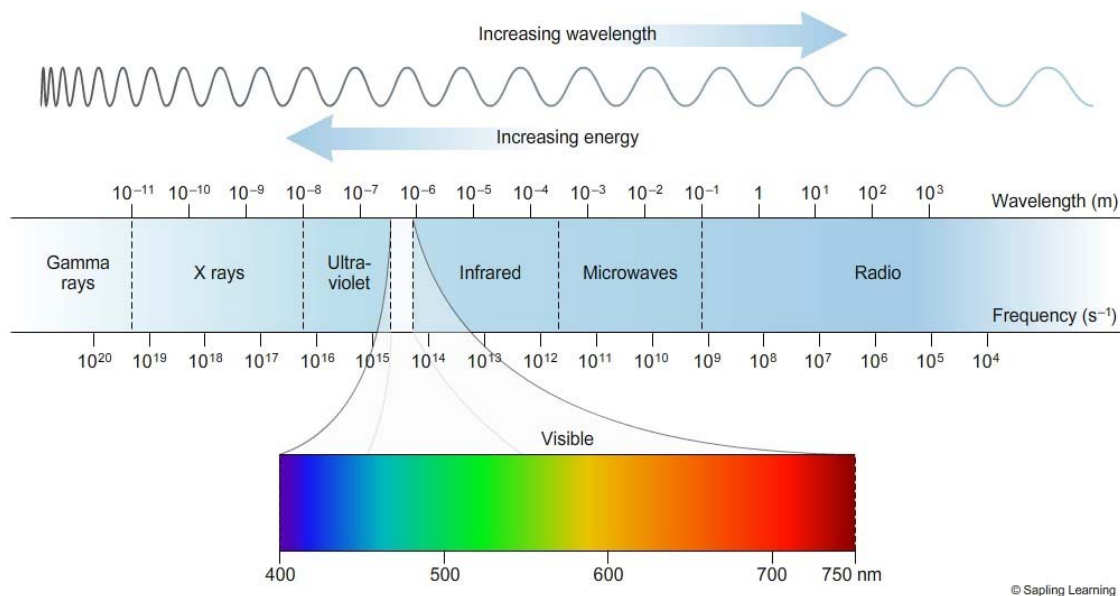 Increasing wavelength
Increasing energy
10⁻¹¹ 10⁻¹⁰ 10⁻⁹ 10⁻⁸ 10⁻⁷ 10⁻⁶ 10⁻⁵ 10⁻⁴ 10⁻³ 10⁻² 10⁻¹ 1 10¹ 10² 10³ Wavelength (m)
Gamma
rays
X rays
Ultra-
violet
Infrared
Microwaves
Radio
Frequency (s⁻¹)
10²⁰ 10¹⁹ 10¹⁸ 10¹⁷ 10¹⁶ 10¹⁵ 10¹⁴ 10¹³ 10¹² 10¹¹ 10¹⁰ 10⁹ 10⁸ 10⁷ 10⁶ 10⁵ 10⁴
Visible
400 500 600 700 750 nm
© Sapling Learning